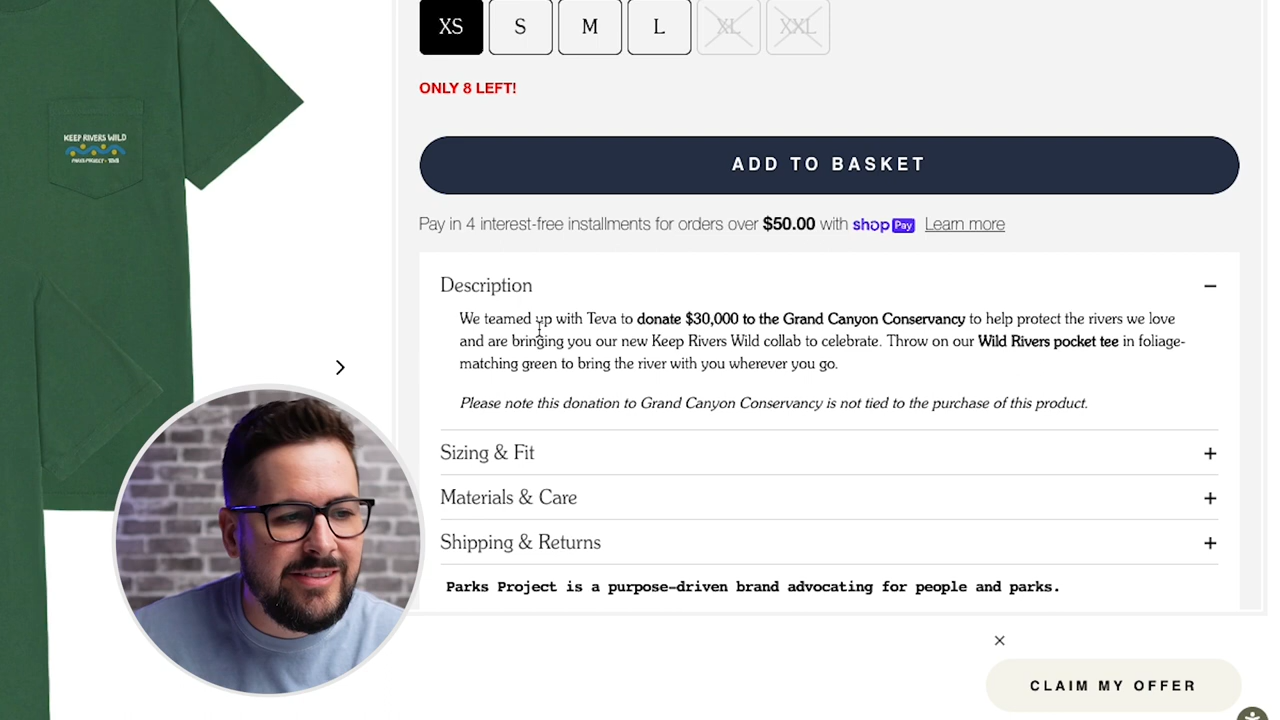 KEEP RIVERS WILD
PARKS PROJECT + TEVA
XS S M L XL XXL
ONLY 8 LEFT!
ADD TO BASKET
Pay in 4 interest-free installments for orders over $50.00 with shop Pay Learn more
Description
We teamed up with Teva to donate $30,000 to the Grand Canyon Conservancy to help protect the rivers we love
and are bringing you our new Keep Rivers Wild collab to celebrate. Throw on our Wild Rivers pocket tee in foliage-
matching green to bring the river with you wherever you go.
Please note this donation to Grand Canyon Conservancy is not tied to the purchase of this product.
Sizing & Fit
Materials & Care
Shipping & Returns
Parks Project is a purpose-driven brand advocating for people and parks.
CLAIM MY OFFER